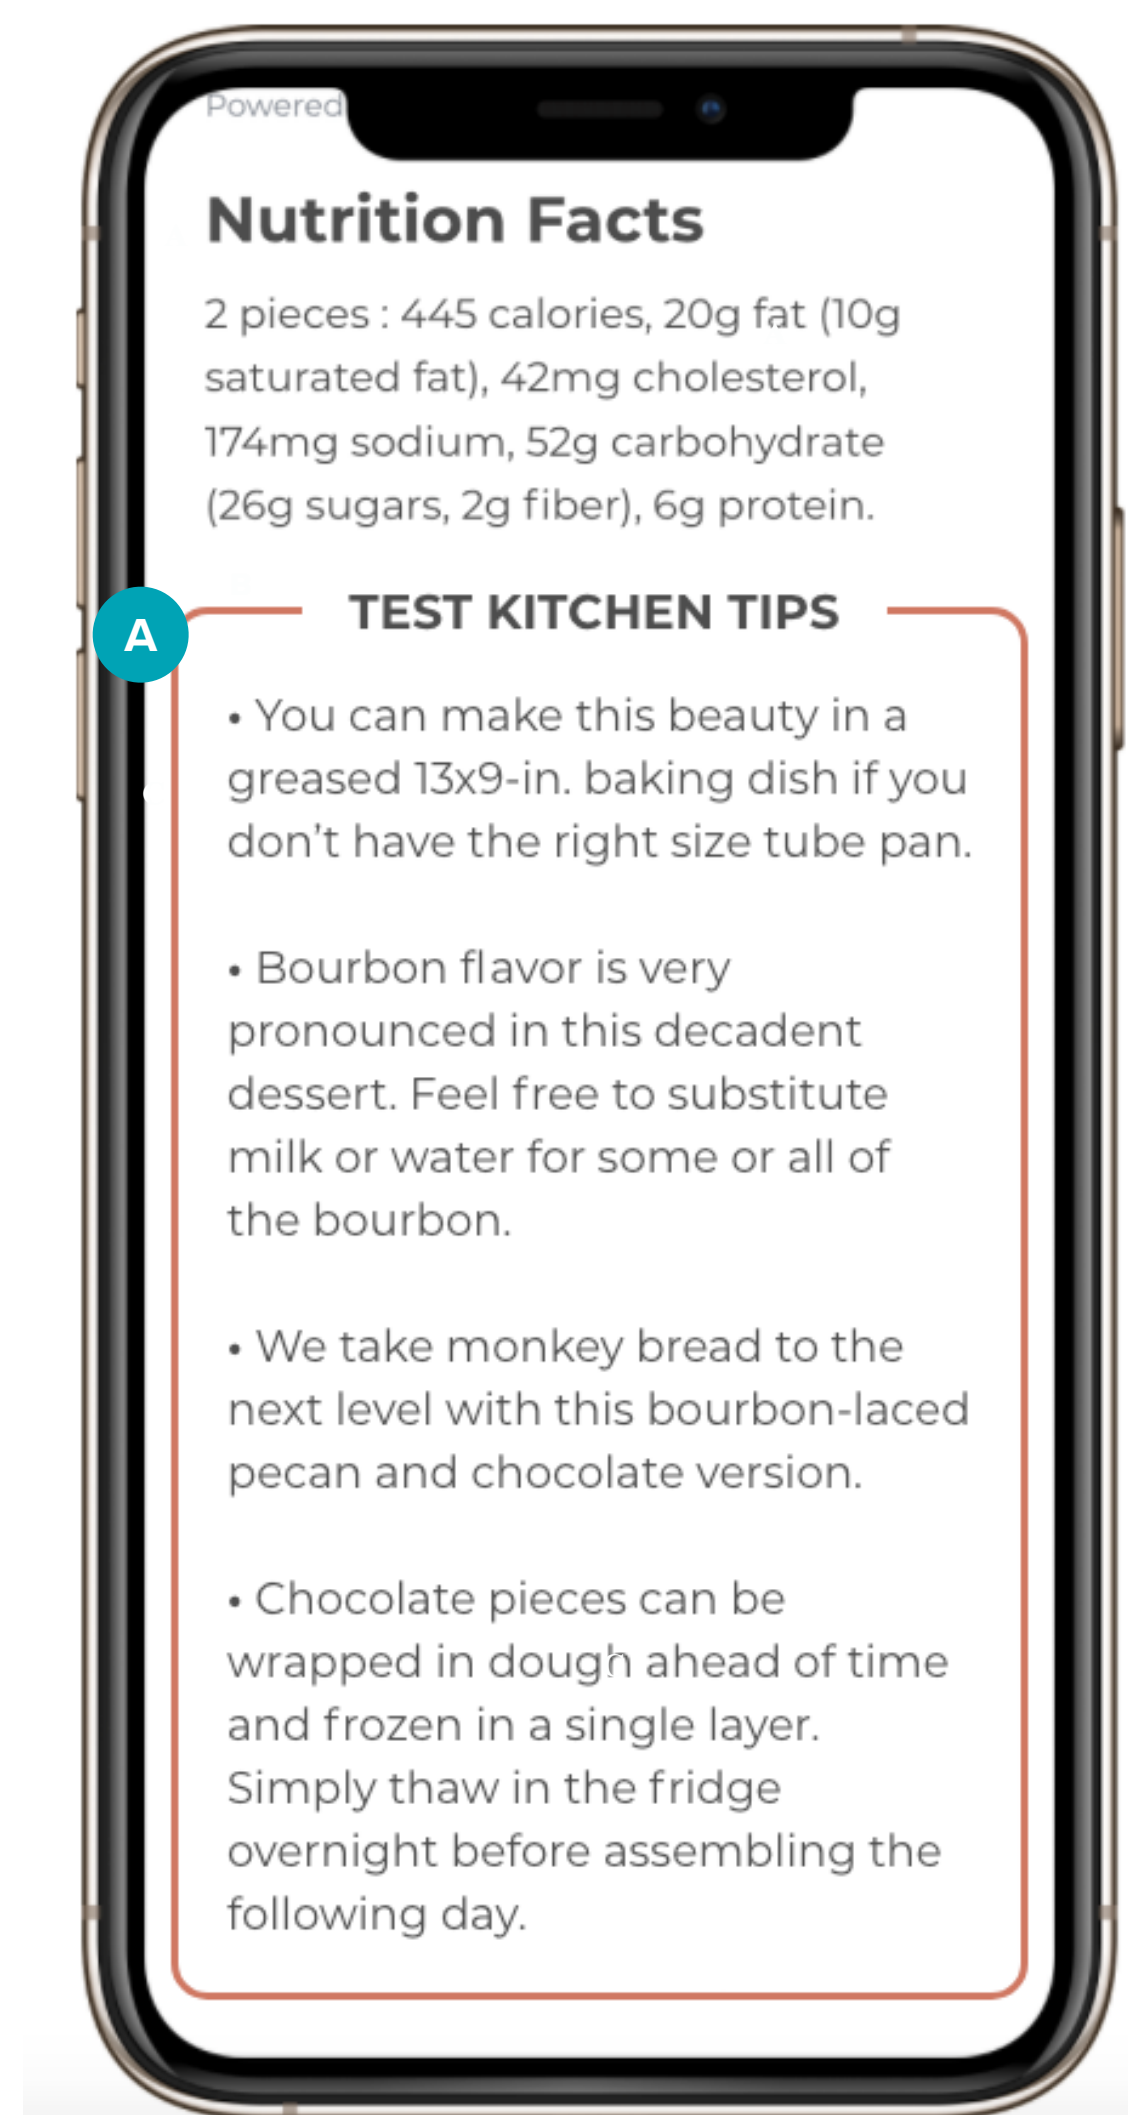 Powered
Nutrition Facts
2 pieces : 445 calories, 20g fat (10g
saturated fat), 42mg cholesterol,
174mg sodium, 52g carbohydrate
(26g sugars, 2g fiber), 6g protein.
A
TEST KITCHEN TIPS
• You can make this beauty in a
greased 13x9-in. baking dish if you
don’t have the right size tube pan.
• Bourbon flavor is very
pronounced in this decadent
dessert. Feel free to substitute
milk or water for some or all of
the bourbon.
• We take monkey bread to the
next level with this bourbon-laced
pecan and chocolate version.
• Chocolate pieces can be
wrapped in dough ahead of time
and frozen in a single layer.
Simply thaw in the fridge
overnight before assembling the
following day.